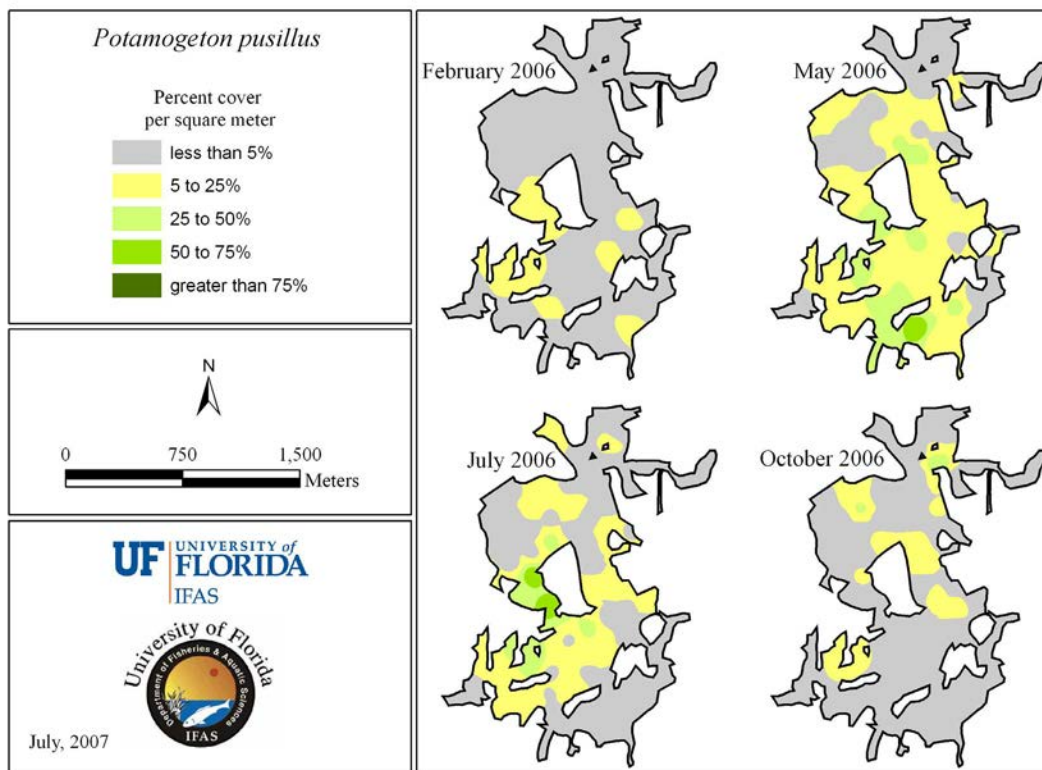 Potamogeton pusillus
Percent cover
per square meter
less than 5%
5 to 25%
25 to 50%
50 to 75%
greater than 75%
N
0 750 1,500
Meters
UF UNIVERSITY of
FLORIDA
IFAS
University of Florida
Department of Fisheries & Aquatic Sciences
IFAS
July, 2007
February 2006
May 2006
July 2006
October 2006